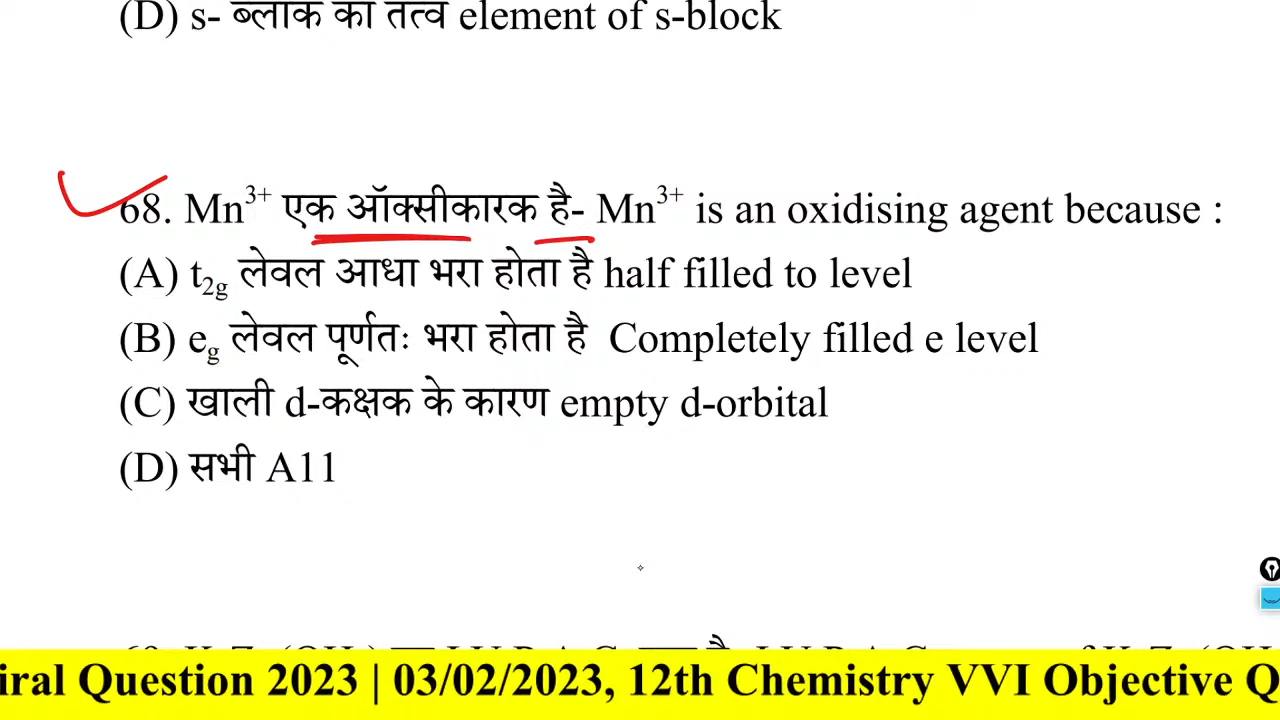 (D) s- ब्लाक का तत्व element of s-block
68. Mn³⁺ एक ऑक्सीकारक है- Mn³⁺ is an oxidising agent because :
(A) t₂g लेवल आधा भरा होता है half filled to level
(B) eg लेवल पूर्णतः भरा होता है Completely filled e level
(C) खाली d-कक्षक के कारण empty d-orbital
(D) सभी A11
iral Question 2023 | 03/02/2023, 12th Chemistry VVI Objective Q